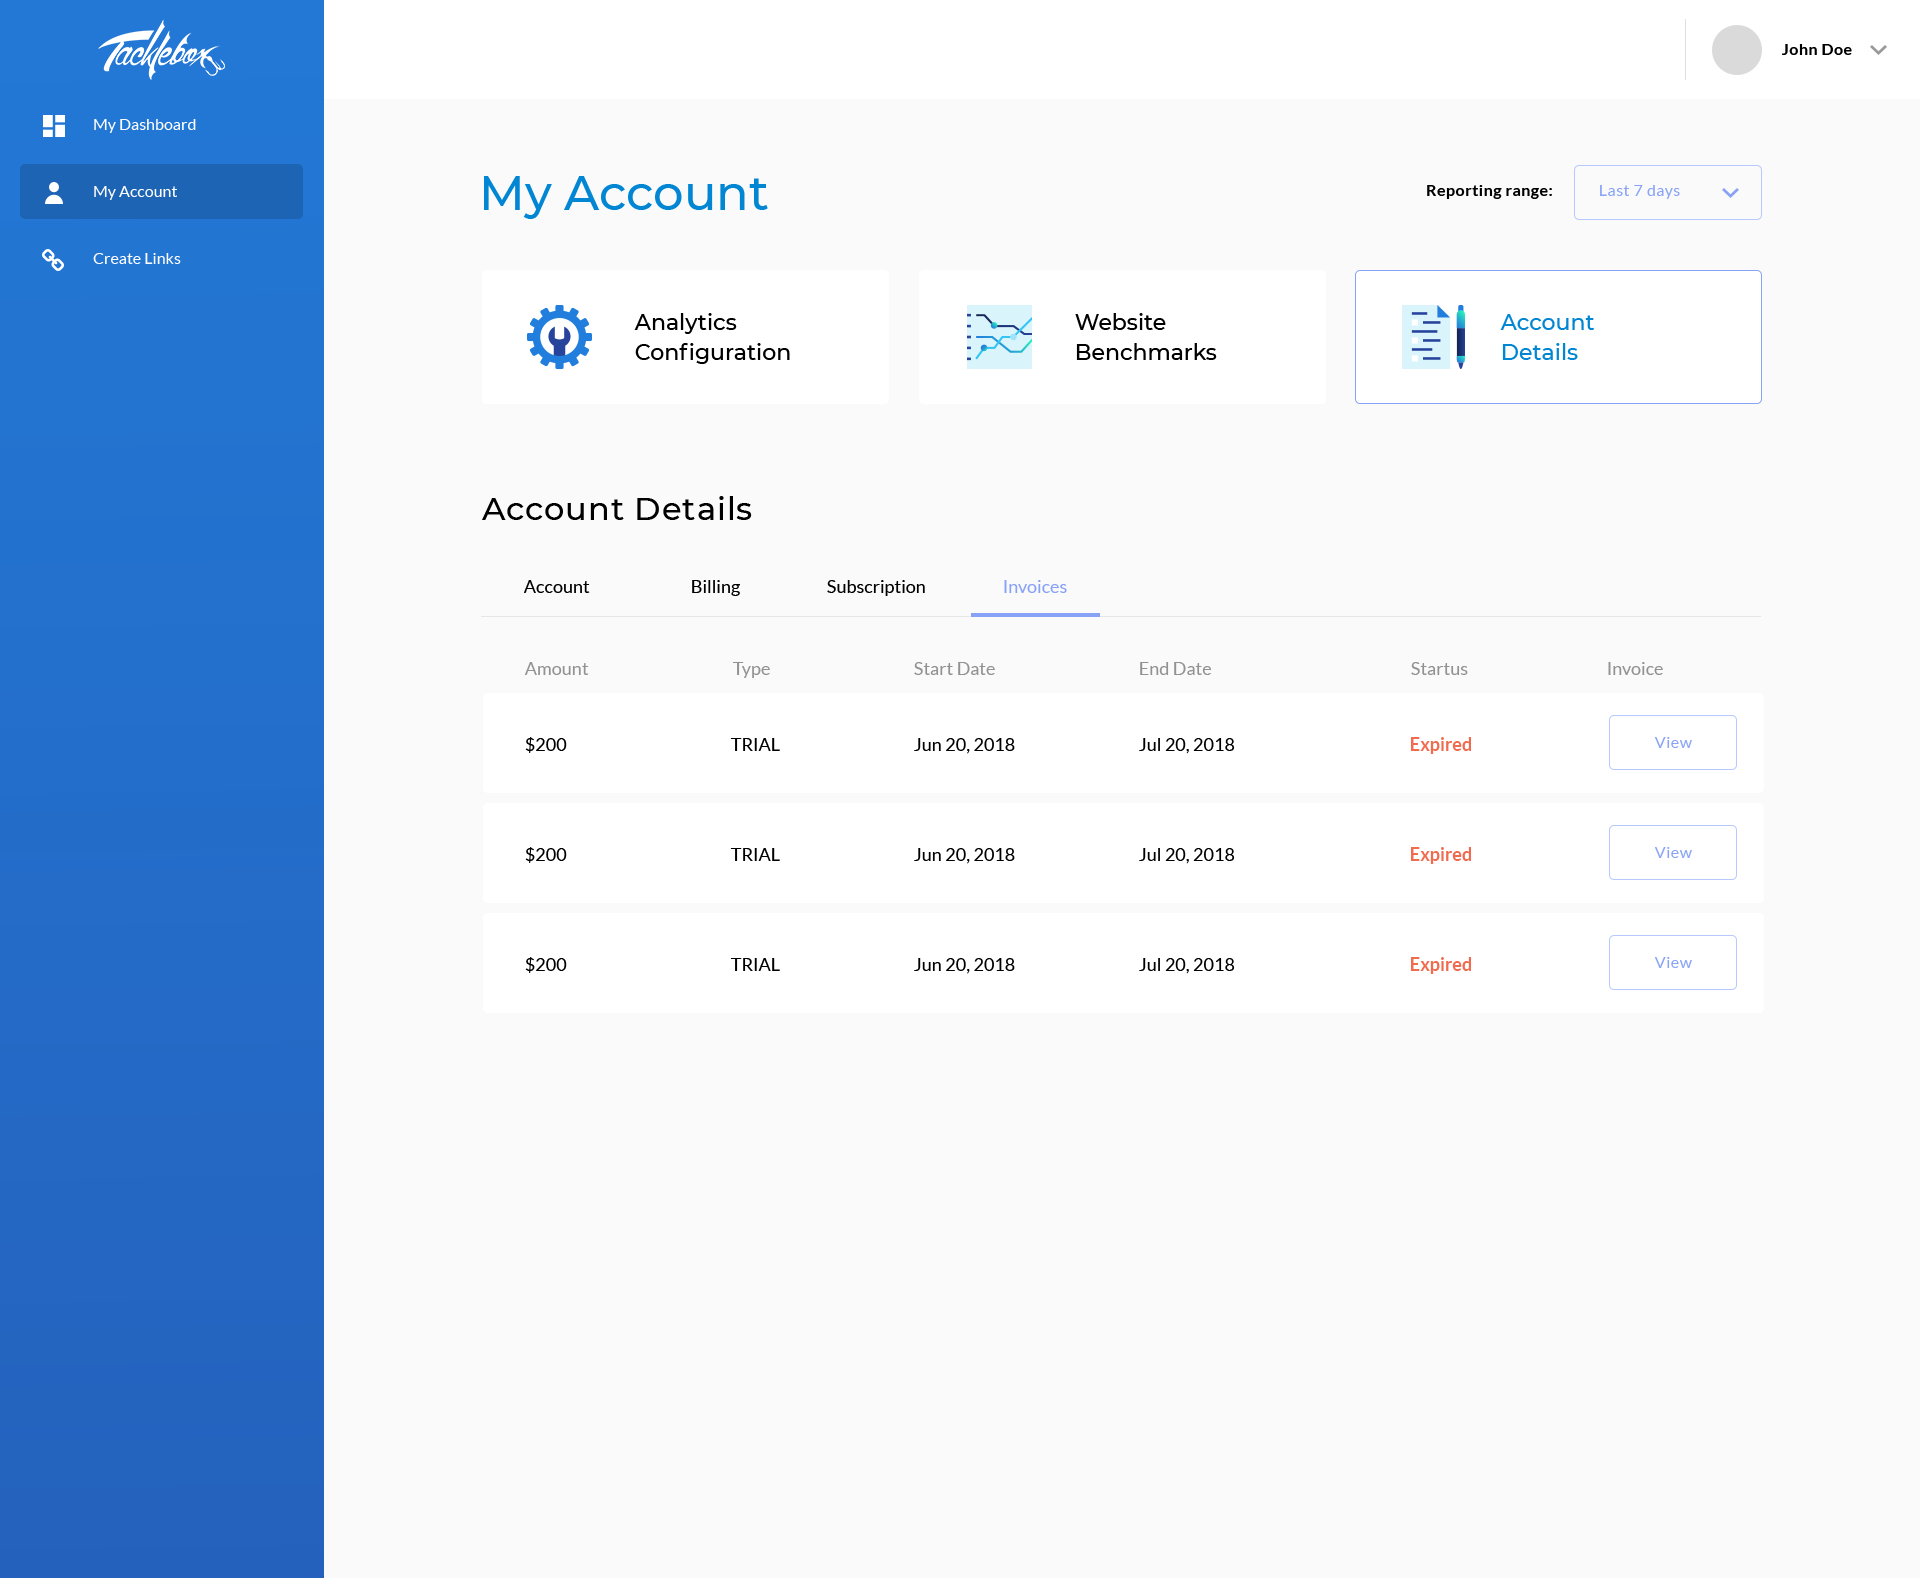 Tacklebox
John Doe
My Dashboard
My Account
Create Links
My Account
Reporting range:
Last 7 days
Analytics
Configuration
Website
Benchmarks
Account
Details
Account Details
Account Billing Subscription Invoices
Amount Type Start Date End Date Startus Invoice
$200 TRIAL Jun 20, 2018 Jul 20, 2018 Expired View
$200 TRIAL Jun 20, 2018 Jul 20, 2018 Expired View
$200 TRIAL Jun 20, 2018 Jul 20, 2018 Expired View